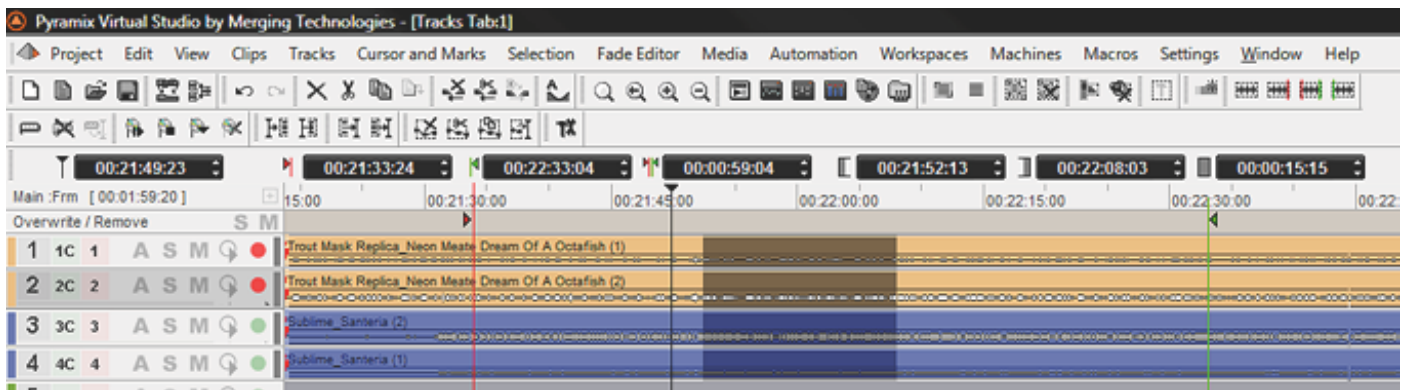 Pyramix Virtual Studio by Merging Technologies - [Tracks Tab:1]
Project Edit View Clips Tracks Cursor and Marks Selection Fade Editor Media Automation Workspaces Machines Macros Settings Window Help
00:21:49:23 00:21:33:24 00:22:33:04 00:00:59:04 00:21:52:13 00:22:08:03 00:00:15:15
Main :Frm [ 00:01:59:20 ] 15:00 00:21:30:00 00:21:45:00 00:22:00:00 00:22:15:00 00:22:30:00 00:22:
Overwrite / Remove S M
1 1C 1 A S M Trout Mask Replica_Neon Meate Dream Of A Octafish (1)
2 2C 2 A S M Trout Mask Replica_Neon Meate Dream Of A Octafish (2)
3 3C 3 A S M Sublime_Santeria (2)
4 4C 4 A S M Sublime_Santeria (1)